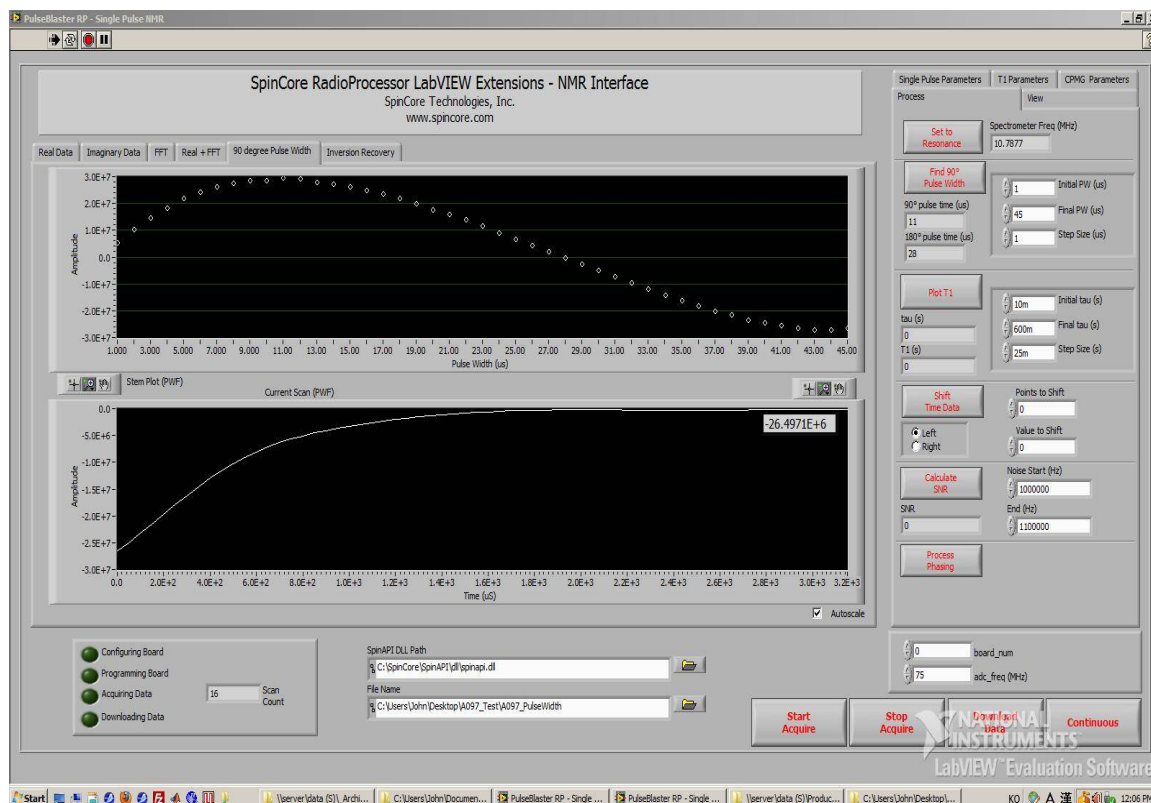 PulseBlaster RP - Single Pulse NMR
SpinCore RadioProcessor LabVIEW Extensions - NMR Interface
SpinCore Technologies, Inc.
www.spincore.com
Real Data
Imaginary Data
FFT
Real + FFT
90 degree Pulse Width
Inversion Recovery
3.0E+7
2.0E+7
1.0E+7
0.0
-1.0E+7
-2.0E+7
-3.0E+7
Amplitude
1.000 3.000 5.000 7.000 9.000 11.00 13.00 15.00 17.00 19.00 21.00 23.00 25.00 27.00 29.00 31.00 33.00 35.00 37.00 39.00 41.00 43.00 45.00
Pulse Width (us)
Stem Plot (PWF)
Current Scan (PWF)
0.0
-5.0E+6
-1.0E+7
-1.5E+7
-2.0E+7
-2.5E+7
-3.0E+7
Amplitude
-26.4971E+6
0.0 2.0E+2 4.0E+2 6.0E+2 8.0E+2 1.0E+3 1.2E+3 1.4E+3 1.6E+3 1.8E+3 2.0E+3 2.2E+3 2.4E+3 2.6E+3 2.8E+3 3.0E+3 3.2E+3
Time (uS)
Autoscale
Single Pulse Parameters
T1 Parameters
CPMG Parameters
Process
View
Set to
Resonance
Spectrometer Freq (MHz)
10.7877
Find 90°
Pulse Width
90° pulse time (us)
11
180° pulse time (us)
28
1 Initial PW (us)
45 Final PW (us)
1 Step Size (us)
Plot T1
tau (s)
0
T1 (s)
0
10m Initial tau (s)
600m Final tau (s)
25m Step Size (s)
Shift
Time Data
Left
Right
Points to Shift
0
Value to Shift
0
Calculate
SNR
SNR
0
Noise Start (Hz)
1000000
End (Hz)
1100000
Process
Phasing
Configuring Board
Programming Board
Acquiring Data
Downloading Data
16
Scan
Count
SpinAPI DLL Path
C:\SpinCore\SpinAPI\dll\spinapi.dll
File Name
C:\Users\John\Desktop\A097_Test\A097_PulseWidth
0 board_num
75 adc_freq (MHz)
Start
Acquire
Stop
Acquire
Download
Data
Continuous
NATIONAL
INSTRUMENTS
LabVIEW Evaluation Software
Start
\\server\data (S)\_Archi...
C:\Users\John\Documen...
PulseBlaster RP - Single ...
PulseBlaster RP - Single ...
\\server\data (S)\Produc...
C:\Users\John\Desktop\...
KO
A 漢
12:06 PM